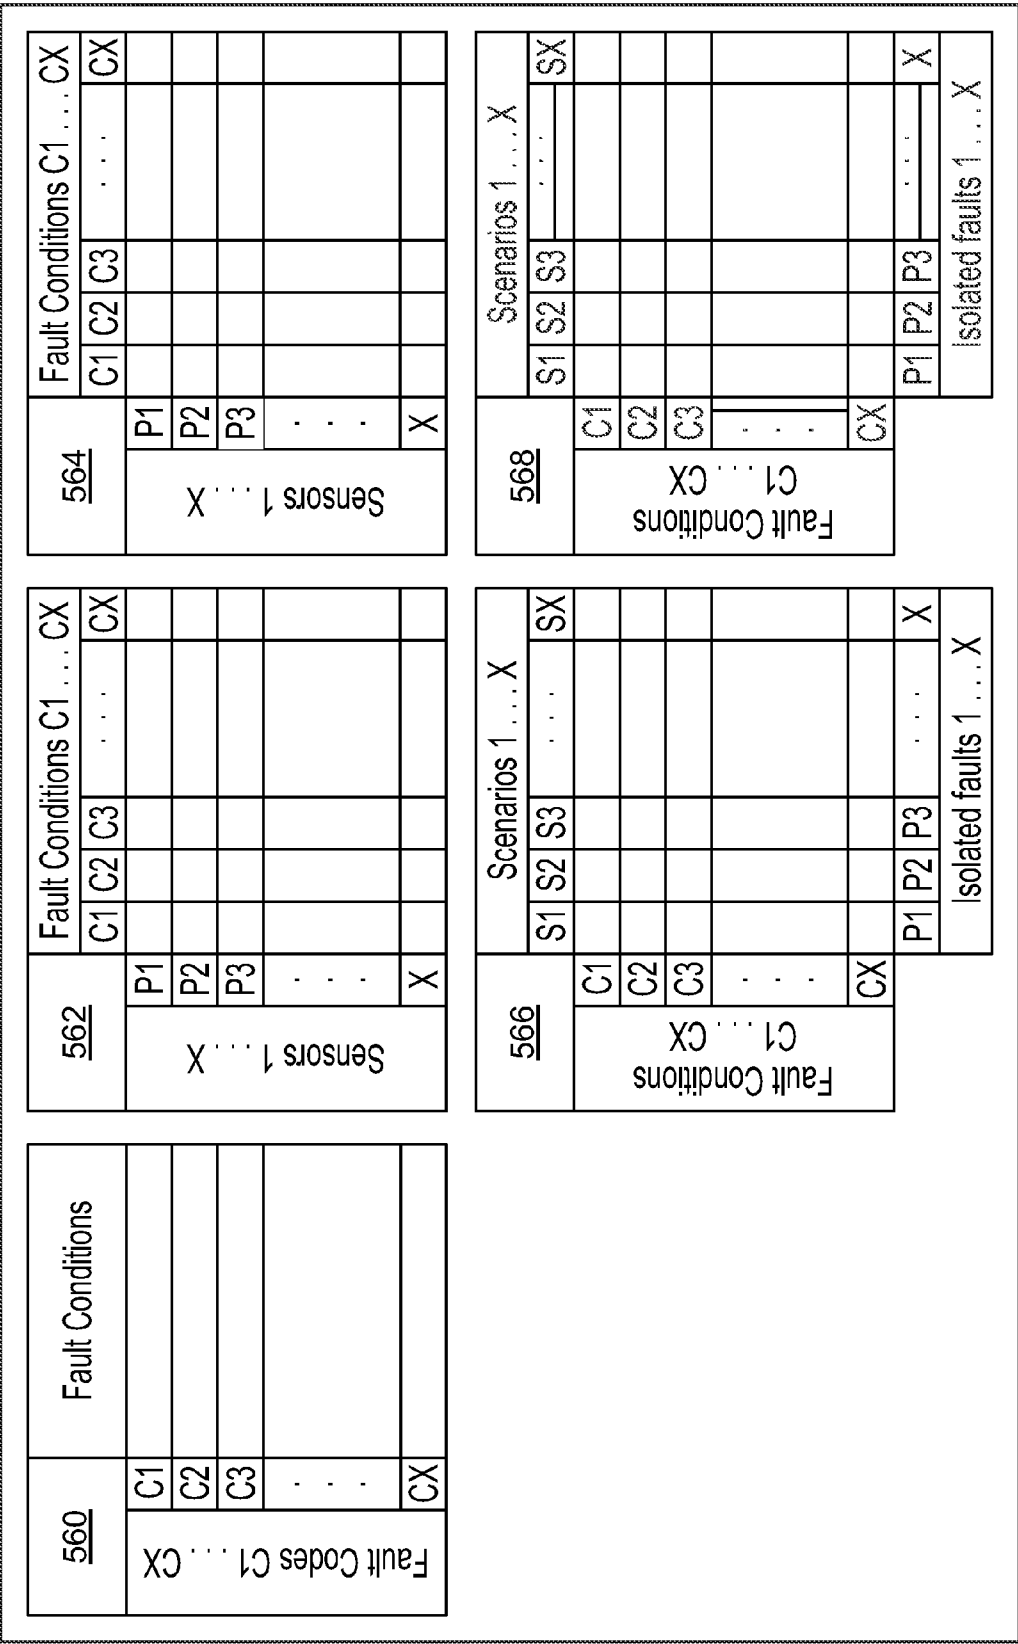 560
Fault Conditions
Fault Codes C1 . . . CX
C1
C2
C3
. . .
CX
562
Fault Conditions C1 . . . CX
C1 C2 C3 . . . CX
Sensors 1 . . . X
P1
P2
P3
. . .
X
564
Fault Conditions C1 . . . CX
C1 C2 C3 . . . CX
Sensors 1 . . . X
P1
P2
P3
. . .
X
566
Scenarios 1 . . . X
S1 S2 S3 . . . SX
Fault Conditions
C1 . . . CX
C1
C2
C3
. . .
CX
P1 P2 P3 . . . X
Isolated faults 1 . . . X
568
Scenarios 1 . . . X
S1 S2 S3 . . . SX
Fault Conditions
C1 . . . CX
C1
C2
C3
. . .
CX
P1 P2 P3 . . . X
Isolated faults 1 . . . X